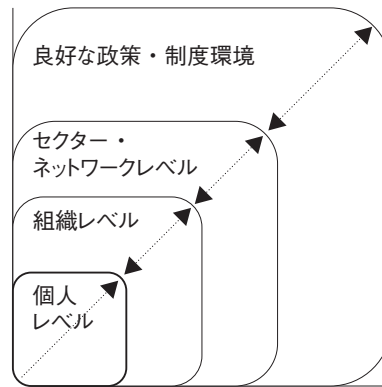 良好な政策・制度環境
セクター・
ネットワークレベル
組織レベル
個人
レベル